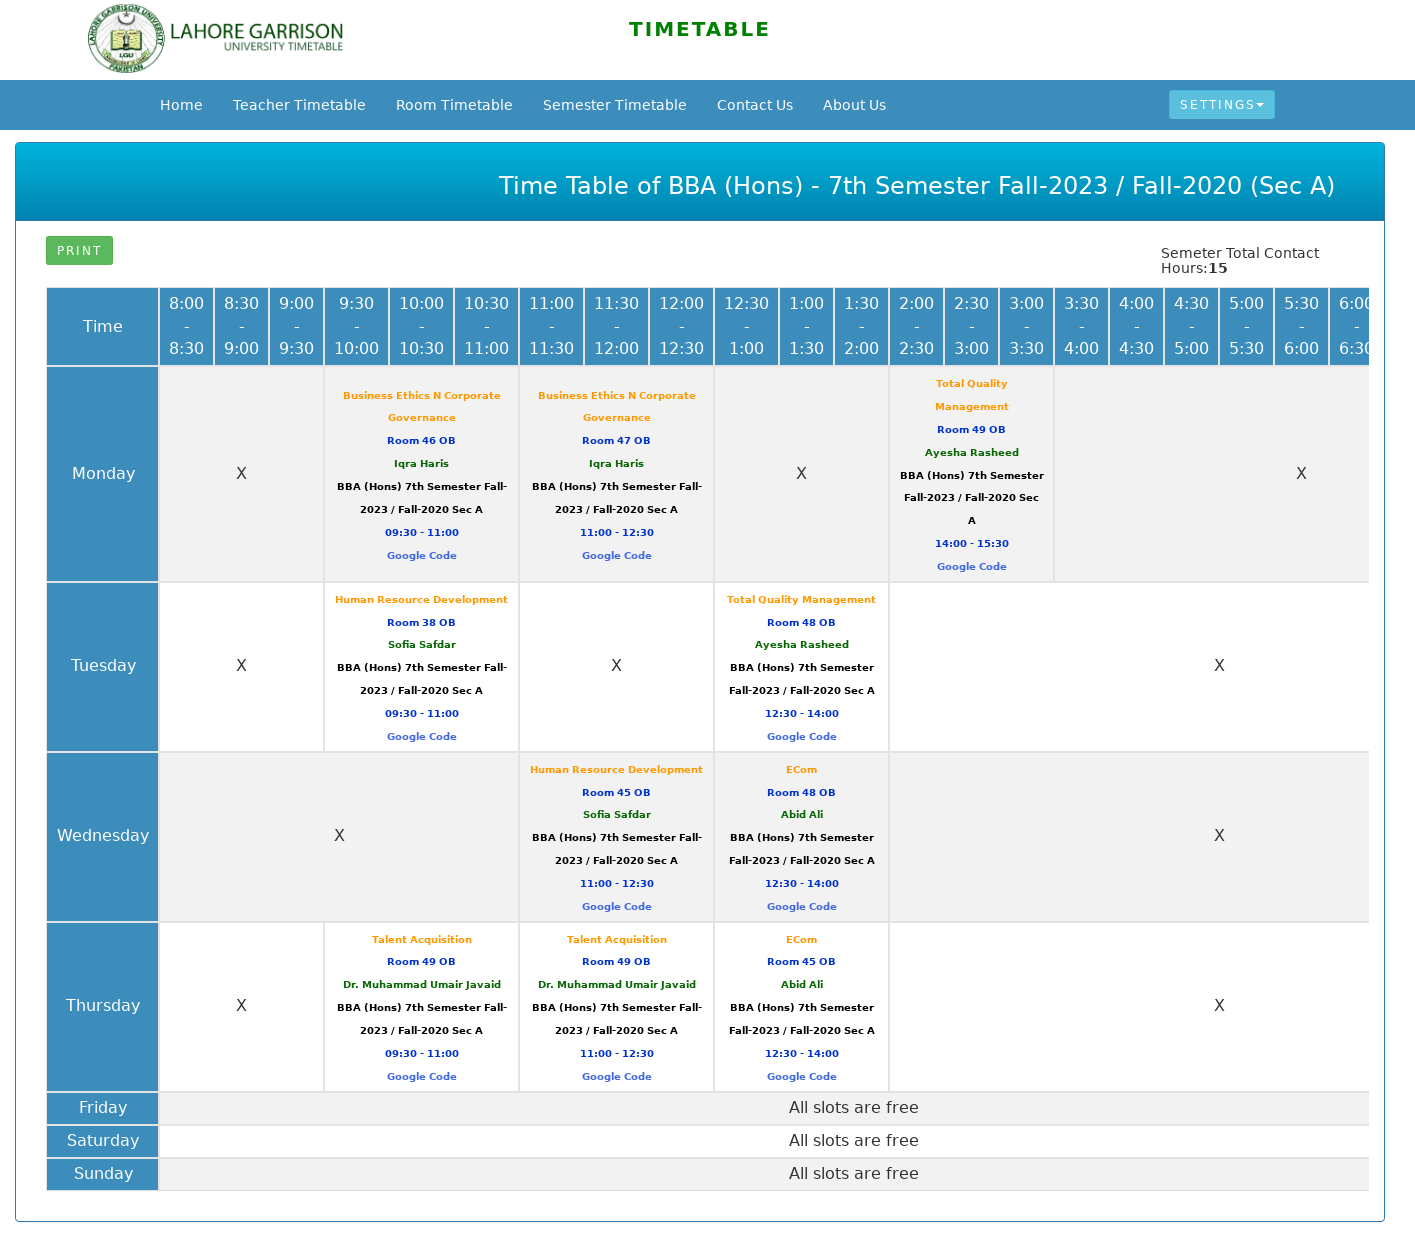 LAHORE GARRISON
UNIVERSITY TIMETABLE
LAHORE GARRISON UNIVERSITY
LGU
PAKISTAN
TIMETABLE
Home Teacher Timetable Room Timetable Semester Timetable Contact Us About Us SETTINGS
Time Table of BBA (Hons) - 7th Semester Fall-2023 / Fall-2020 (Sec A)
PRINT
Semeter Total Contact
Hours:15
Time
8:00 - 8:30
8:30 - 9:00
9:00 - 9:30
9:30 - 10:00
10:00 - 10:30
10:30 - 11:00
11:00 - 11:30
11:30 - 12:00
12:00 - 12:30
12:30 - 1:00
1:00 - 1:30
1:30 - 2:00
2:00 - 2:30
2:30 - 3:00
3:00 - 3:30
3:30 - 4:00
4:00 - 4:30
4:30 - 5:00
5:00 - 5:30
5:30 - 6:00
6:00 - 6:30
Monday
X
Business Ethics N Corporate
Governance
Room 46 OB
Iqra Haris
BBA (Hons) 7th Semester Fall-
2023 / Fall-2020 Sec A
09:30 - 11:00
Google Code
Business Ethics N Corporate
Governance
Room 47 OB
Iqra Haris
BBA (Hons) 7th Semester Fall-
2023 / Fall-2020 Sec A
11:00 - 12:30
Google Code
X
Total Quality
Management
Room 49 OB
Ayesha Rasheed
BBA (Hons) 7th Semester
Fall-2023 / Fall-2020 Sec
A
14:00 - 15:30
Google Code
X
Tuesday
X
Human Resource Development
Room 38 OB
Sofia Safdar
BBA (Hons) 7th Semester Fall-
2023 / Fall-2020 Sec A
09:30 - 11:00
Google Code
X
Total Quality Management
Room 48 OB
Ayesha Rasheed
BBA (Hons) 7th Semester
Fall-2023 / Fall-2020 Sec A
12:30 - 14:00
Google Code
X
Wednesday
X
Human Resource Development
Room 45 OB
Sofia Safdar
BBA (Hons) 7th Semester Fall-
2023 / Fall-2020 Sec A
11:00 - 12:30
Google Code
ECom
Room 48 OB
Abid Ali
BBA (Hons) 7th Semester
Fall-2023 / Fall-2020 Sec A
12:30 - 14:00
Google Code
X
Thursday
X
Talent Acquisition
Room 49 OB
Dr. Muhammad Umair Javaid
BBA (Hons) 7th Semester Fall-
2023 / Fall-2020 Sec A
09:30 - 11:00
Google Code
Talent Acquisition
Room 49 OB
Dr. Muhammad Umair Javaid
BBA (Hons) 7th Semester Fall-
2023 / Fall-2020 Sec A
11:00 - 12:30
Google Code
ECom
Room 45 OB
Abid Ali
BBA (Hons) 7th Semester
Fall-2023 / Fall-2020 Sec A
12:30 - 14:00
Google Code
X
Friday
All slots are free
Saturday
All slots are free
Sunday
All slots are free